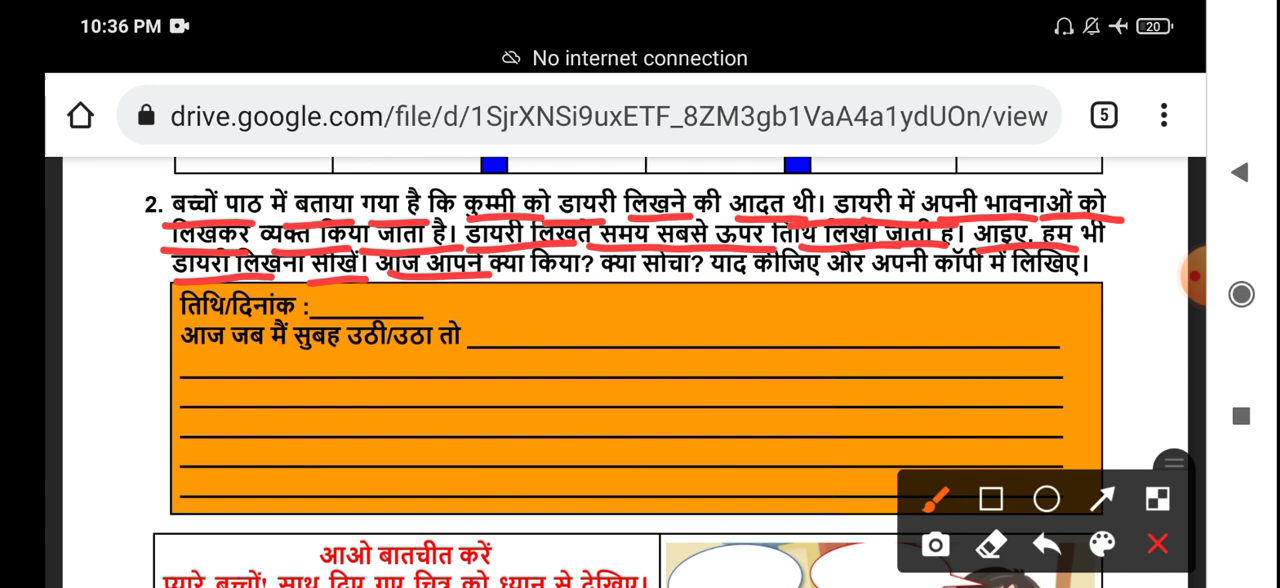 10:36 PM
20
No internet connection
drive.google.com/file/d/1SjrXNSi9uxETF_8ZM3gb1VaA4a1ydUOn/view
5
2. बच्चों पाठ में बताया गया है कि कुम्मी को डायरी लिखने की आदत थी। डायरी में अपनी भावनाओं को
लिखकर व्यक्त किया जाता है। डायरी लिखते समय सबसे ऊपर तिथि लिखी जाती है। आइए, हम भी
डायरी लिखना सीखें। आज आपने क्या किया? क्या सोचा? याद कीजिए और अपनी कॉपी में लिखिए।
तिथि/दिनांक :________
आज जब मैं सुबह उठी/उठा तो
आओ बातचीत करें
प्यारे बच्चों! साथ दिए गए चित्र को ध्यान से देखिए।